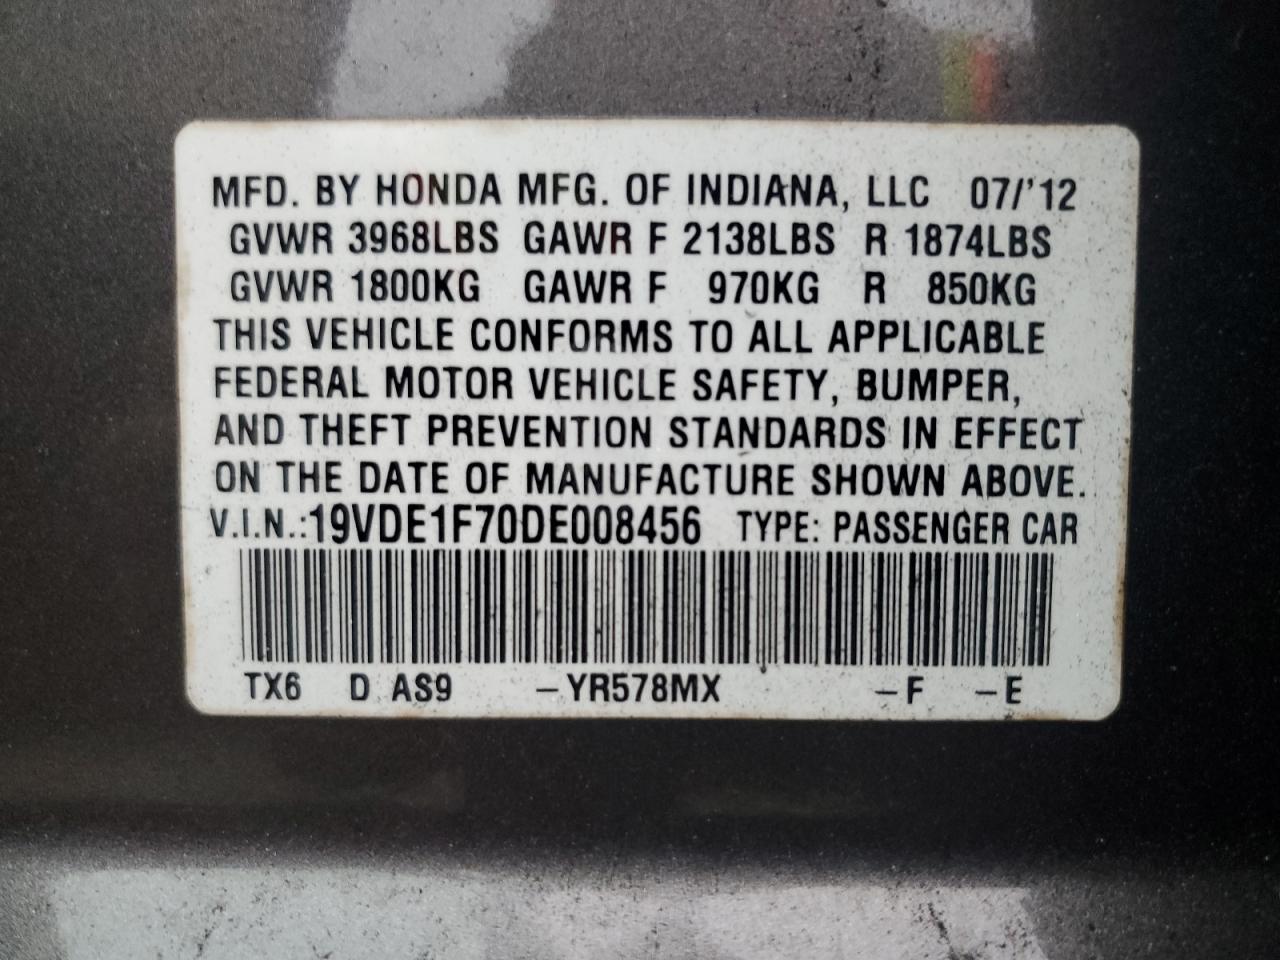 MFD. BY HONDA MFG. OF INDIANA, LLC 07/'12
GVWR 3968LBS GAWR F 2138LBS R 1874LBS
GVWR 1800KG GAWR F 970KG R 850KG
THIS VEHICLE CONFORMS TO ALL APPLICABLE
FEDERAL MOTOR VEHICLE SAFETY, BUMPER,
AND THEFT PREVENTION STANDARDS IN EFFECT
ON THE DATE OF MANUFACTURE SHOWN ABOVE.
V.I.N.:19VDE1F70DE008456 TYPE: PASSENGER CAR
TX6 D AS9 –YR578MX –F –E